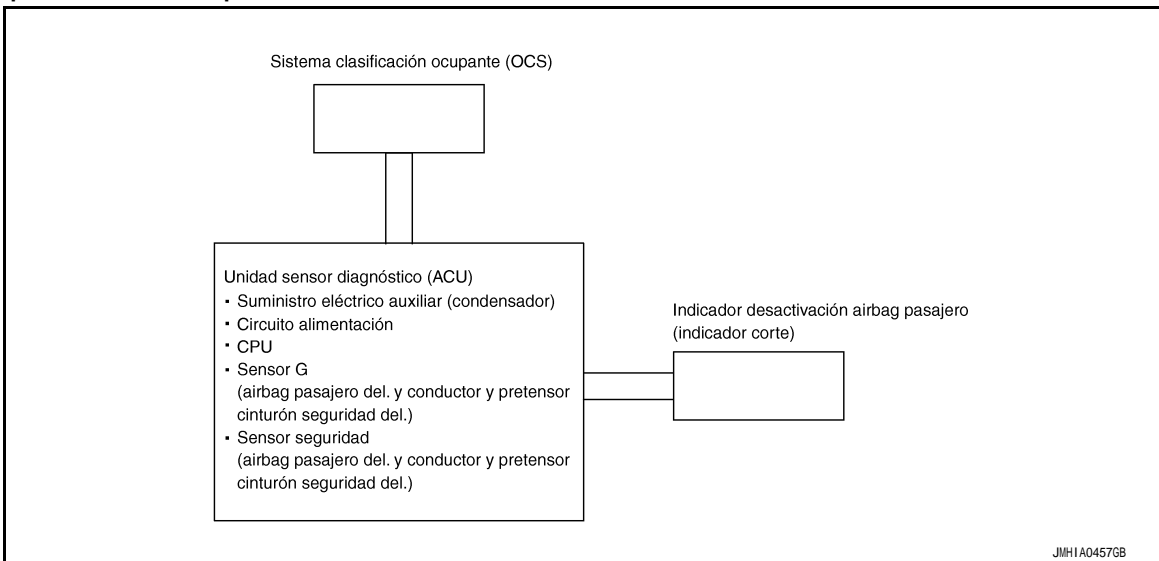 Sistema clasificación ocupante (OCS)
Unidad sensor diagnóstico (ACU)
▪ Suministro eléctrico auxiliar (condensador)
▪ Circuito alimentación
▪ CPU
▪ Sensor G
(airbag pasajero del. y conductor y pretensor
cinturón seguridad del.)
▪ Sensor seguridad
(airbag pasajero del. y conductor y pretensor
cinturón seguridad del.)
Indicador desactivación airbag pasajero
(indicador corte)
JMHIA0457GB